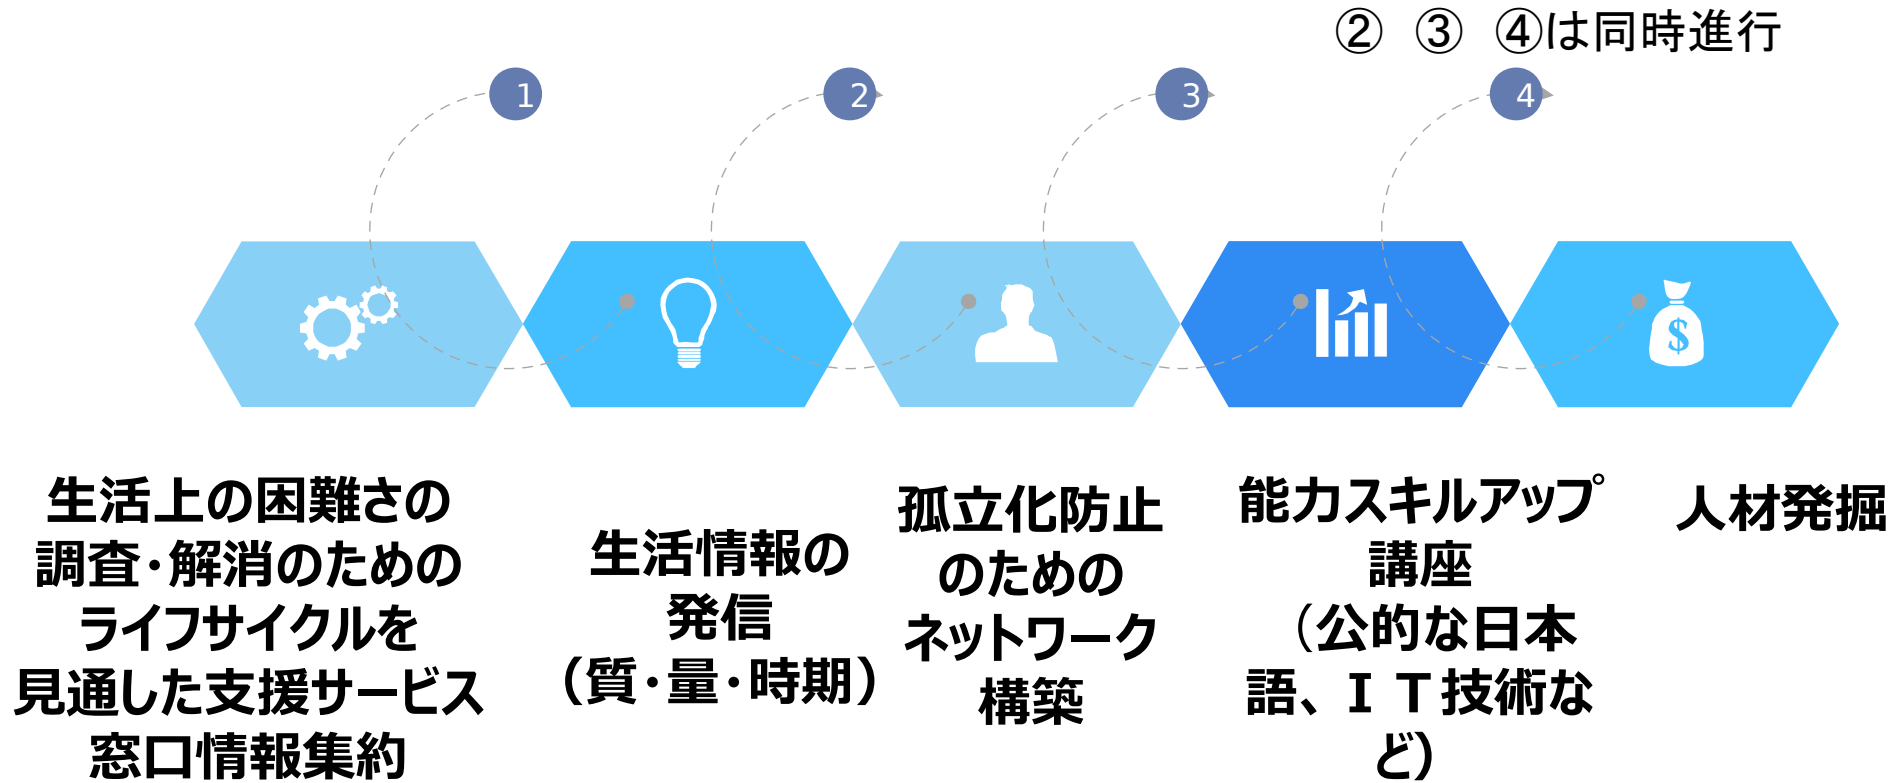 ② ③ ④は同時進行
1
2
3
4
$
生活上の困難さの
調査・解消のための
ライフサイクルを
見通した支援サービス
窓口情報集約
生活情報の
発信
（質・量・時期）
孤立化防止
のための
ネットワーク
構築
能力スキルアップ
講座
（公的な日本
語、ＩＴ技術な
ど)
人材発掘